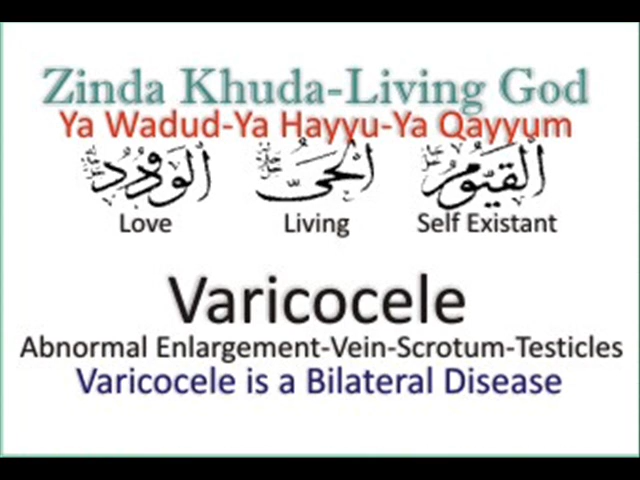 Zinda Khuda-Living God
Ya Wadud-Ya Hayyu-Ya Qayyum
الودود الحي القيوم
Love Living Self Existant
Varicocele
Abnormal Enlargement-Vein-Scrotum-Testicles
Varicocele is a Bilateral Disease